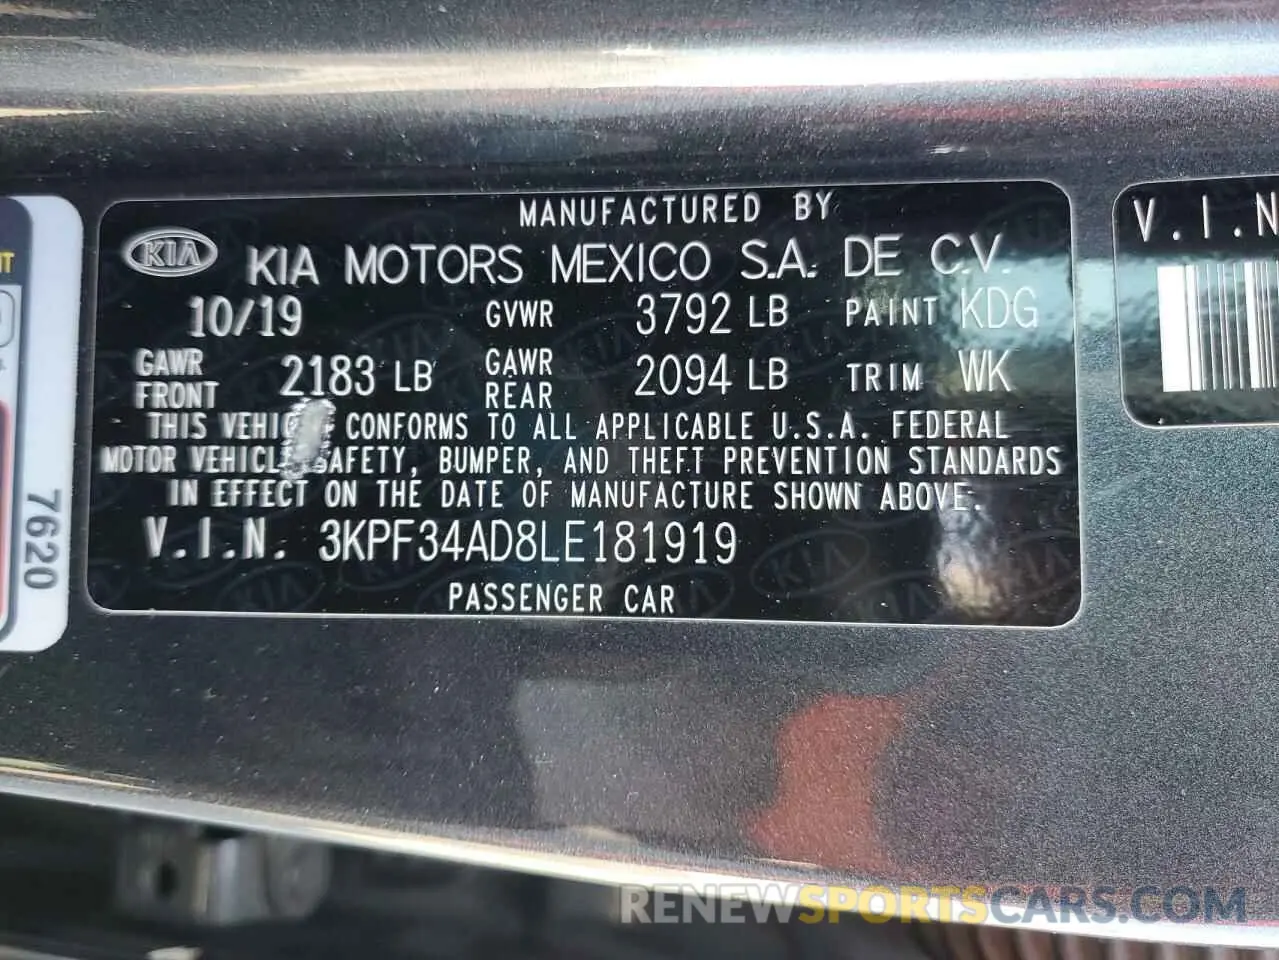 MANUFACTURED BY
KIA KIA MOTORS MEXICO S.A. DE C.V.
10/19 GVWR 3792 LB PAINT KDG
GAWR FRONT 2183 LB GAWR REAR 2094 LB TRIM WK
THIS CONFORMS TO ALL APPLICABLE U.S.A. FEDERAL
MOTOR SAFETY, BUMPER, AND THEFT PREVENTION STANDARDS
IN EFFECT ON THE DATE OF MANUFACTURE SHOWN ABOVE.
V.I.N. 3KPF34AD8LE181919
PASSENGER CAR
V.I.N
7620
RENEWSPORTSCARS.COM